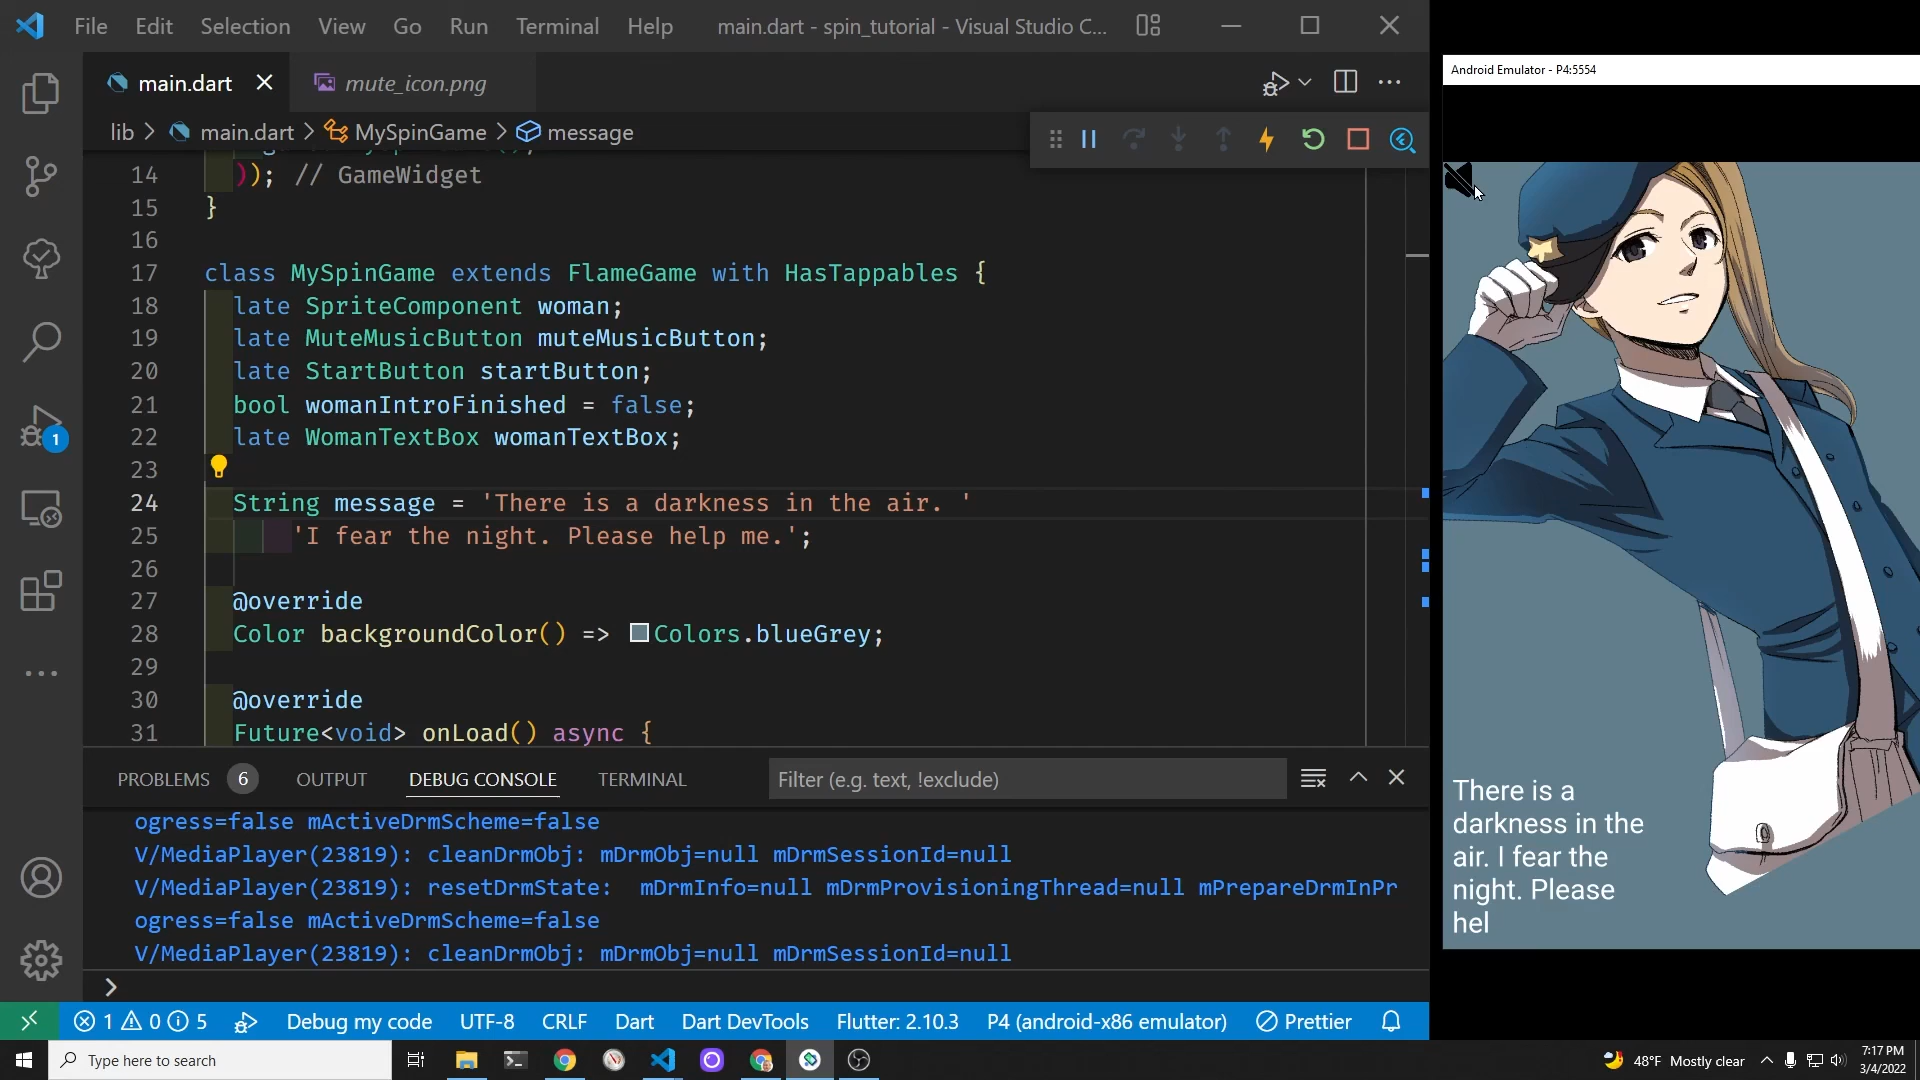 File Edit Selection View Go Run Terminal Help main.dart - spin_tutorial - Visual Studio C...
main.dart mute_icon.png
lib > main.dart > MySpinGame > message
14 )); // GameWidget
15 }
16
17 class MySpinGame extends FlameGame with HasTappables {
18 late SpriteComponent woman;
19 late MuteMusicButton muteMusicButton;
20 late StartButton startButton;
21 bool womanIntroFinished = false;
22 late WomanTextBox womanTextBox;
23
24 String message = 'There is a darkness in the air. '
25 'I fear the night. Please help me.';
26
27 @override
28 Color backgroundColor() => Colors.blueGrey;
29
30 @override
31 Future<void> onLoad() async {
PROBLEMS 6 OUTPUT DEBUG CONSOLE TERMINAL Filter (e.g. text, !exclude)
ogress=false mActiveDrmScheme=false
V/MediaPlayer(23819): cleanDrmObj: mDrmObj=null mDrmSessionId=null
V/MediaPlayer(23819): resetDrmState:  mDrmInfo=null mDrmProvisioningThread=null mPrepareDrmInPr
ogress=false mActiveDrmScheme=false
V/MediaPlayer(23819): cleanDrmObj: mDrmObj=null mDrmSessionId=null
>
1 0 5 Debug my code UTF-8 CRLF Dart Dart DevTools Flutter: 2.10.3 P4 (android-x86 emulator) Prettier
1
Android Emulator - P4:5554
There is a
darkness in the
air. I fear the
night. Please
hel
Type here to search
48°F Mostly clear
7:17 PM
3/4/2022